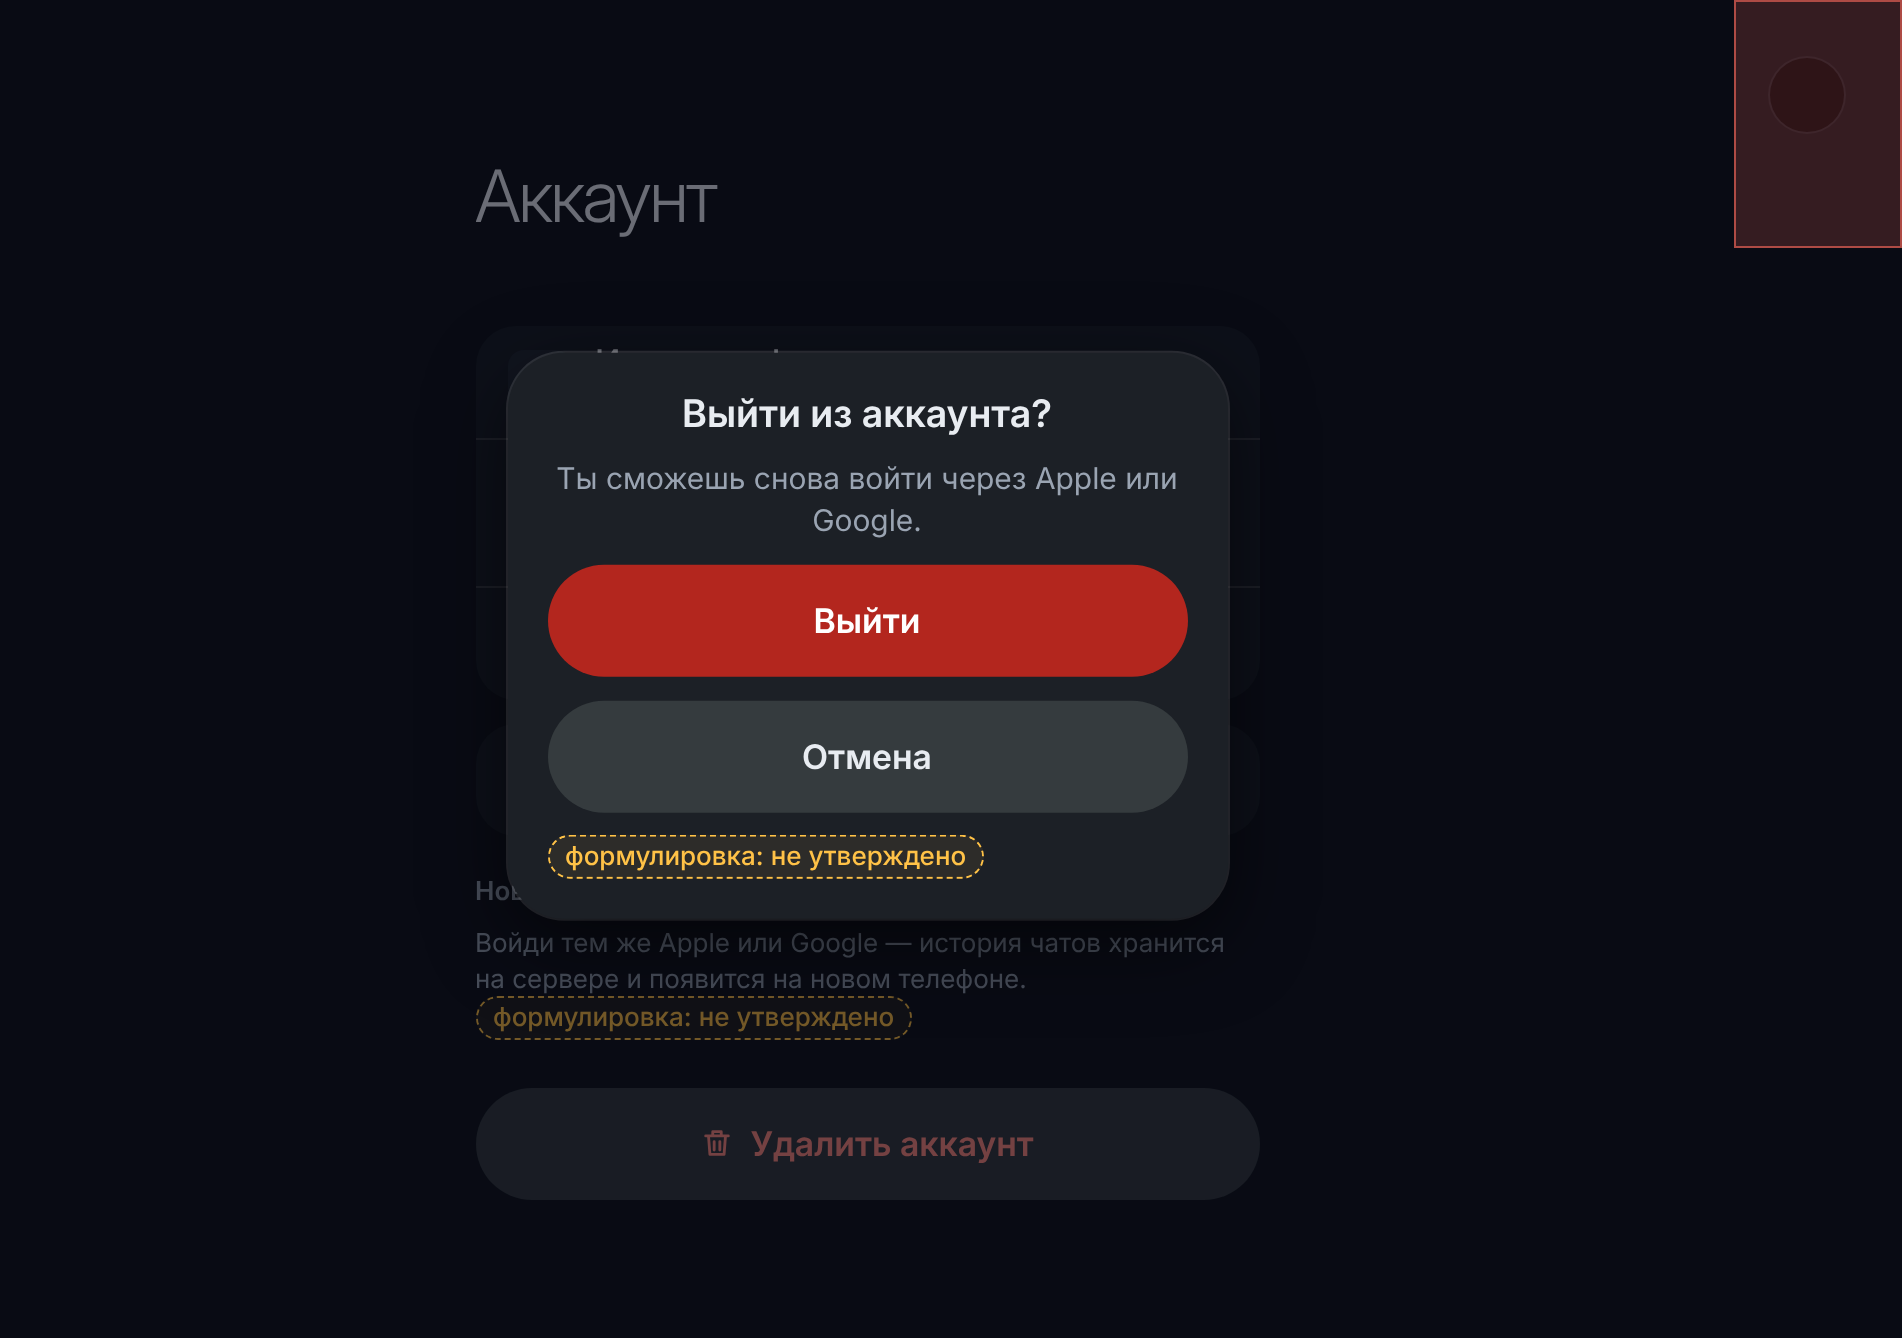 Аккаунт
Выйти из аккаунта?
Ты сможешь снова войти через Apple или
Google.
Выйти
Отмена
формулировка: не утверждено
Войди тем же Apple или Google — история чатов хранится
на сервере и появится на новом телефоне.
формулировка: не утверждено
Удалить аккаунт